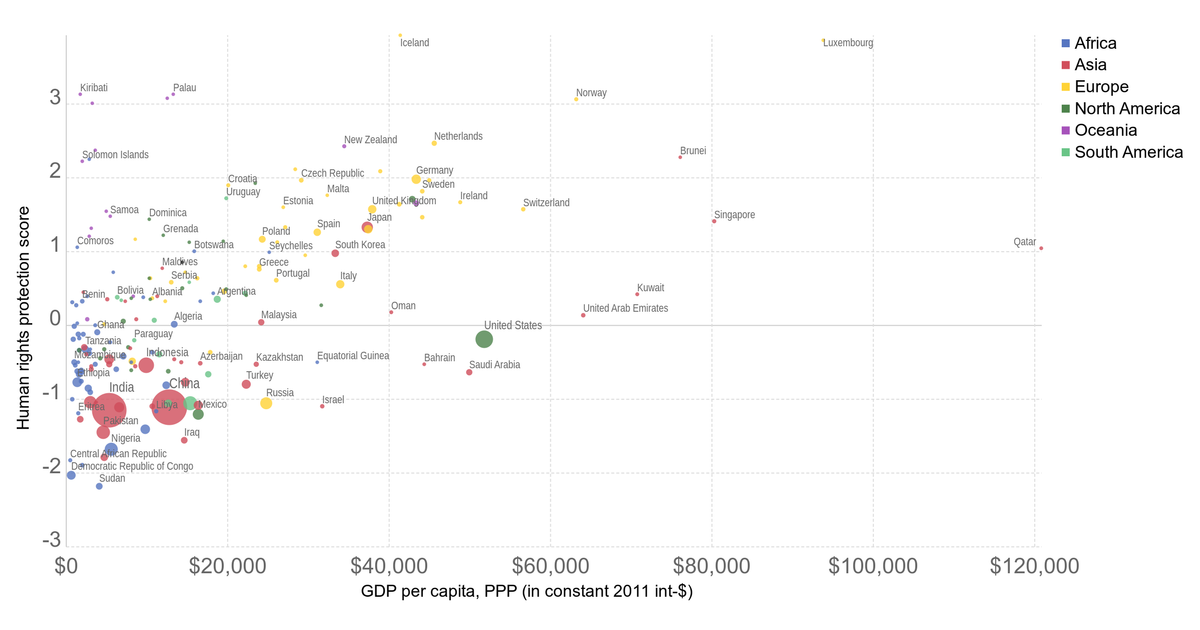 Iceland
Luxembourg
Africa
Asia
Europe
North America
Oceania
South America
Kiribati
Palau
Norway
3
New Zealand
Netherlands
Solomon Islands
Brunei
2
Croatia
Czech Republic
Germany
Uruguay
Malta
Sweden
Estonia
United Kingdom
Ireland
Switzerland
Samoa
Dominica
Japan
Singapore
Grenada
Poland
Spain
Comoros
Botswana
Seychelles
South Korea
Qatar
1
Maldives
Greece
Serbia
Portugal
Italy
Benin
Bolivia
Albania
Argentina
Kuwait
Oman
United Arab Emirates
Algeria
Malaysia
0
Ghana
United States
Tanzania
Paraguay
Mozambique
Indonesia
Azerbaijan
Kazakhstan
Equatorial Guinea
Bahrain
Saudi Arabia
Ethiopia
Turkey
India
China
Russia
-1
Eritrea
Libya
Mexico
Israel
Pakistan
Nigeria
Iraq
Central African Republic
-2
Democratic Republic of Congo
Sudan
-3
$0
$20,000
$40,000
$60,000
$80,000
$100,000
$120,000
GDP per capita, PPP (in constant 2011 int-$)
Human rights protection score